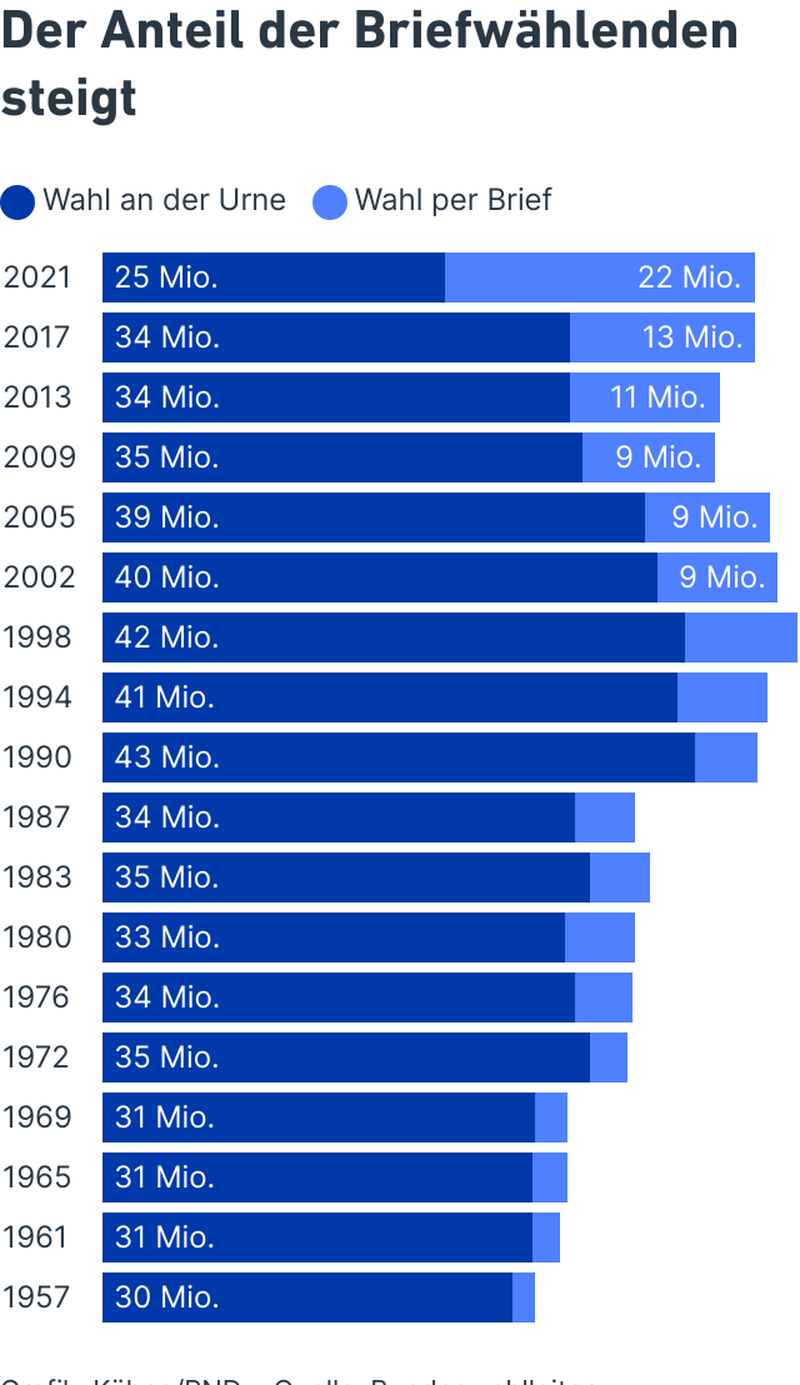 Der Anteil der Briefwählenden
steigt
Wahl an der Urne Wahl per Brief
2021 25 Mio. 22 Mio.
2017 34 Mio. 13 Mio.
2013 34 Mio. 11 Mio.
2009 35 Mio. 9 Mio.
2005 39 Mio. 9 Mio.
2002 40 Mio. 9 Mio.
1998 42 Mio.
1994 41 Mio.
1990 43 Mio.
1987 34 Mio.
1983 35 Mio.
1980 33 Mio.
1976 34 Mio.
1972 35 Mio.
1969 31 Mio.
1965 31 Mio.
1961 31 Mio.
1957 30 Mio.